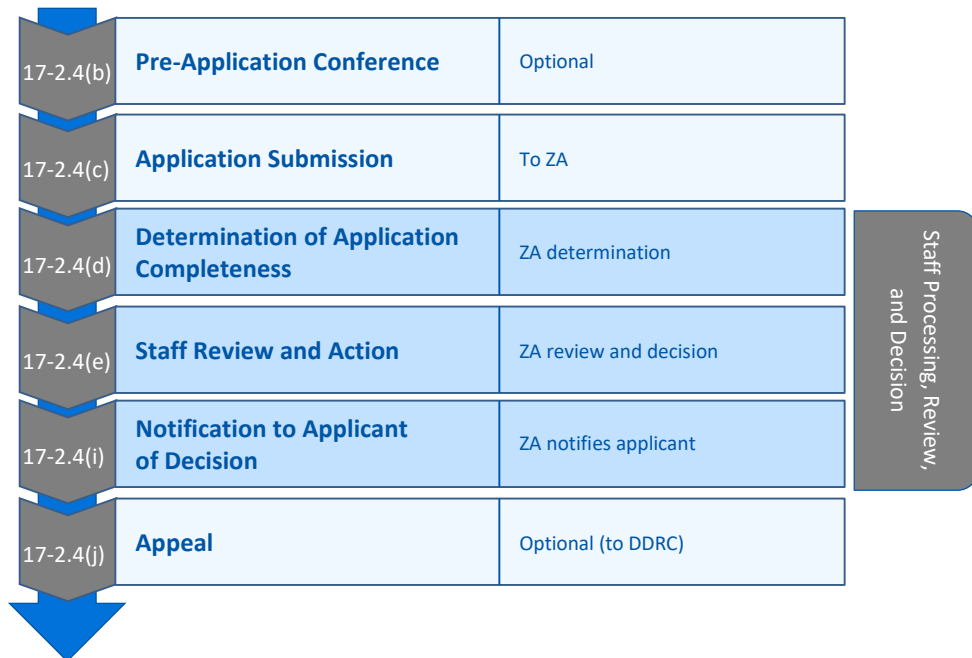 17-2.4(b)
Pre-Application Conference
Optional
17-2.4(c)
Application Submission
To ZA
17-2.4(d)
Determination of Application
Completeness
ZA determination
17-2.4(e)
Staff Review and Action
ZA review and decision
17-2.4(i)
Notification to Applicant
of Decision
ZA notifies applicant
17-2.4(j)
Appeal
Optional (to DDRC)
Staff Processing, Review,
and Decision